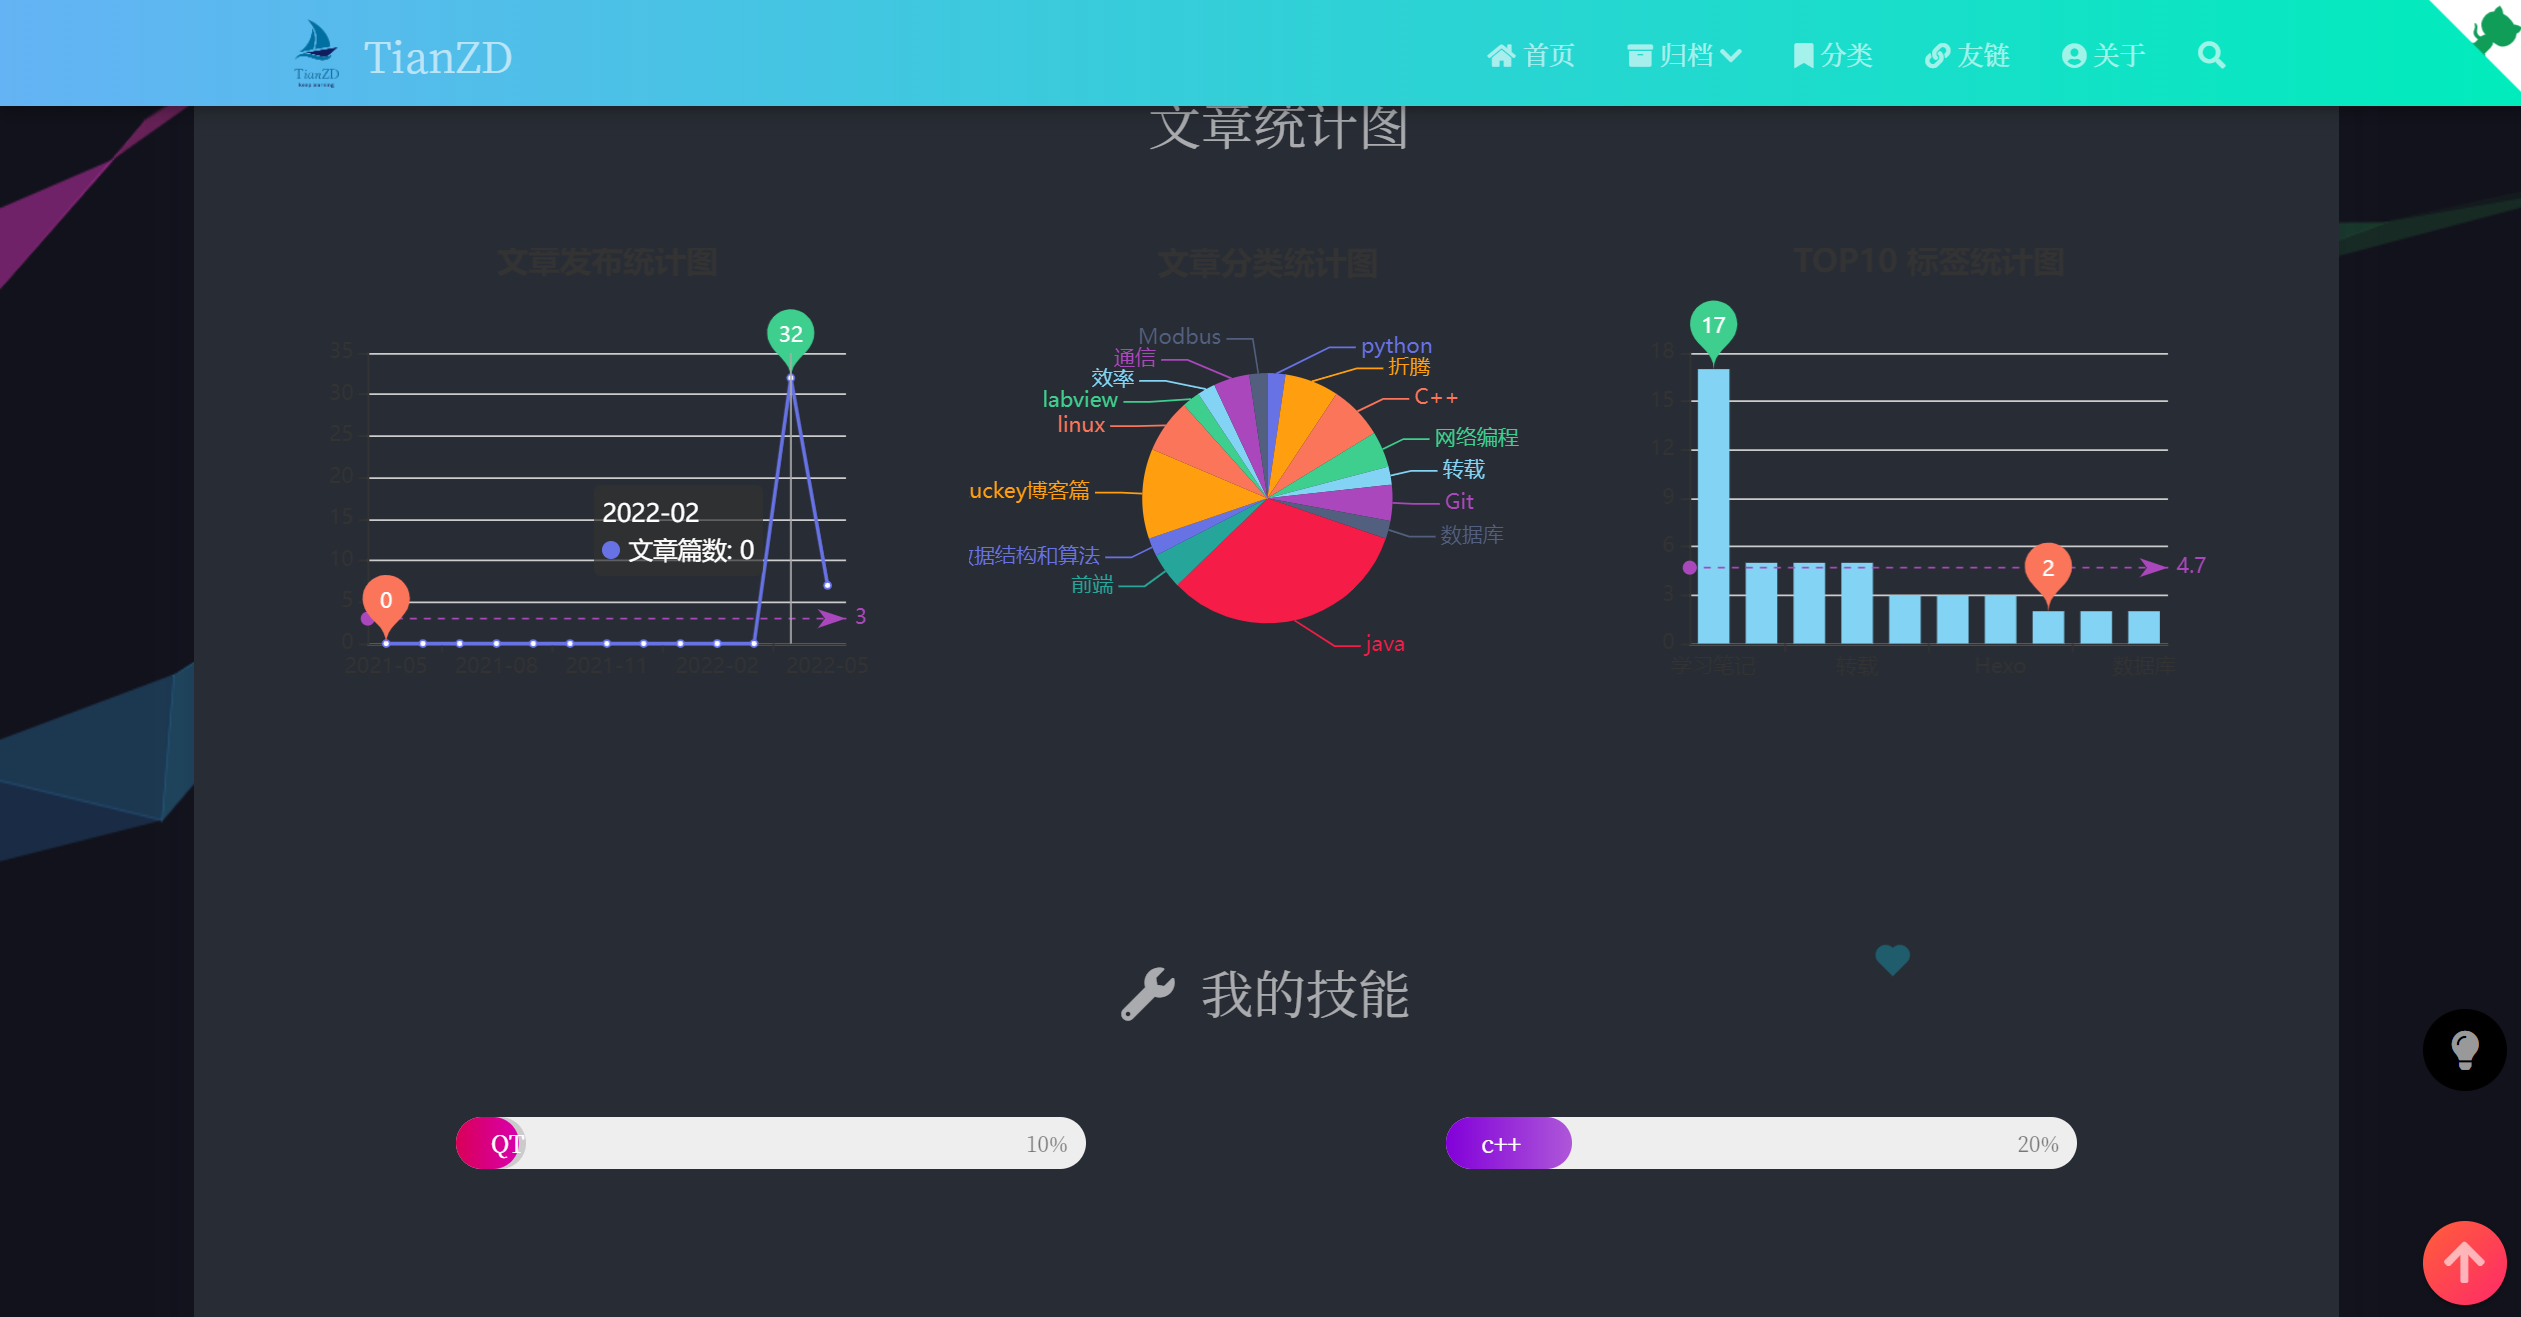 TianZD
TianZD
首页
归档
分类
友链
关于
文章统计图
文章发布统计图
35
30
25
20
15
10
5
0
32
0
3
2022-02
文章篇数: 0
2021-05
2021-08
2021-11
2022-02
2022-05
文章分类统计图
Modbus
通信
效率
labview
linux
uckey博客篇
据结构和算法
前端
python
折腾
C++
网络编程
转载
Git
数据库
java
TOP10 标签统计图
18
15
12
9
6
3
0
17
2
4.7
学习笔记
转载
Hexo
数据库
我的技能
QT
10%
c++
20%